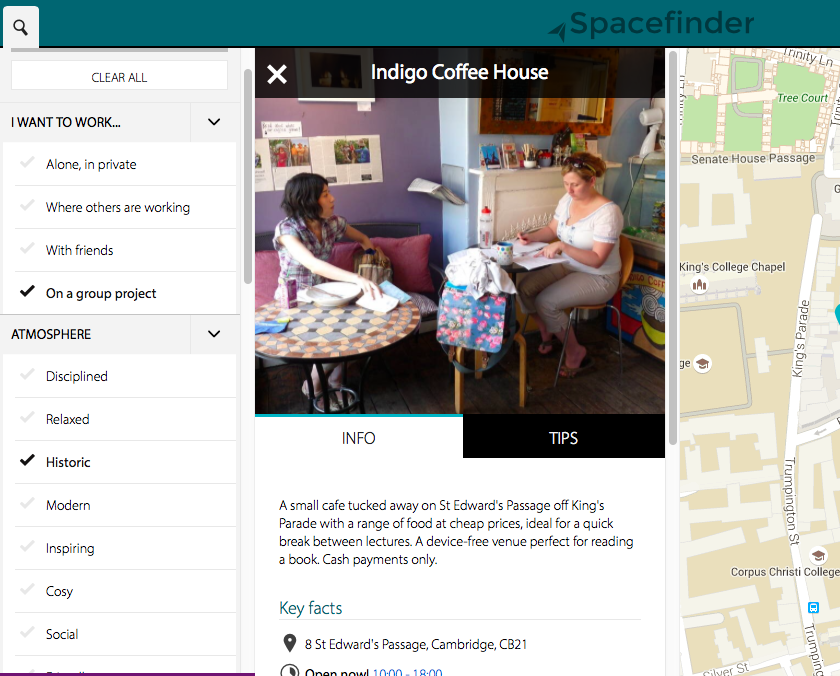 Spacefinder
CLEAR ALL
I WANT TO WORK...
Alone, in private
Where others are working
With friends
On a group project
ATMOSPHERE
Disciplined
Relaxed
Historic
Modern
Inspiring
Cosy
Social
Indigo Coffee House
INFO
TIPS
A small cafe tucked away on St Edward's Passage off King's
Parade with a range of food at cheap prices, ideal for a quick
break between lectures. A device-free venue perfect for reading
a book. Cash payments only.
Key facts
8 St Edward's Passage, Cambridge, CB21
Open now! 10:00 - 18:00
Trinity Ln
Trinity Ln
Tree Court
Senate House Passage
King's College Chapel
King's Parade
ge
Trumpington St
Corpus Christi College
Trumping
Silver St